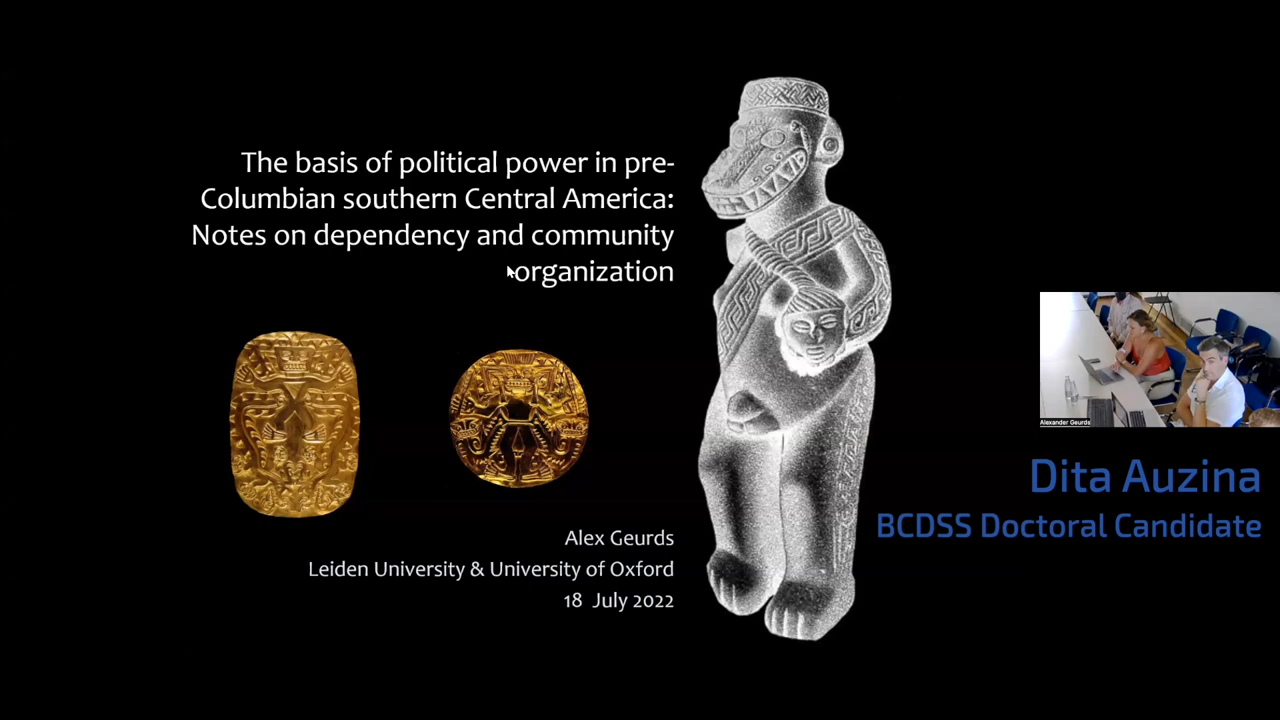 The basis of political power in pre-
Columbian southern Central America:
Notes on dependency and community
organization
Alex Geurds
Leiden University & University of Oxford
18 July 2022
Alexander Geurds
Dita Auzina
BCDSS Doctoral Candidate